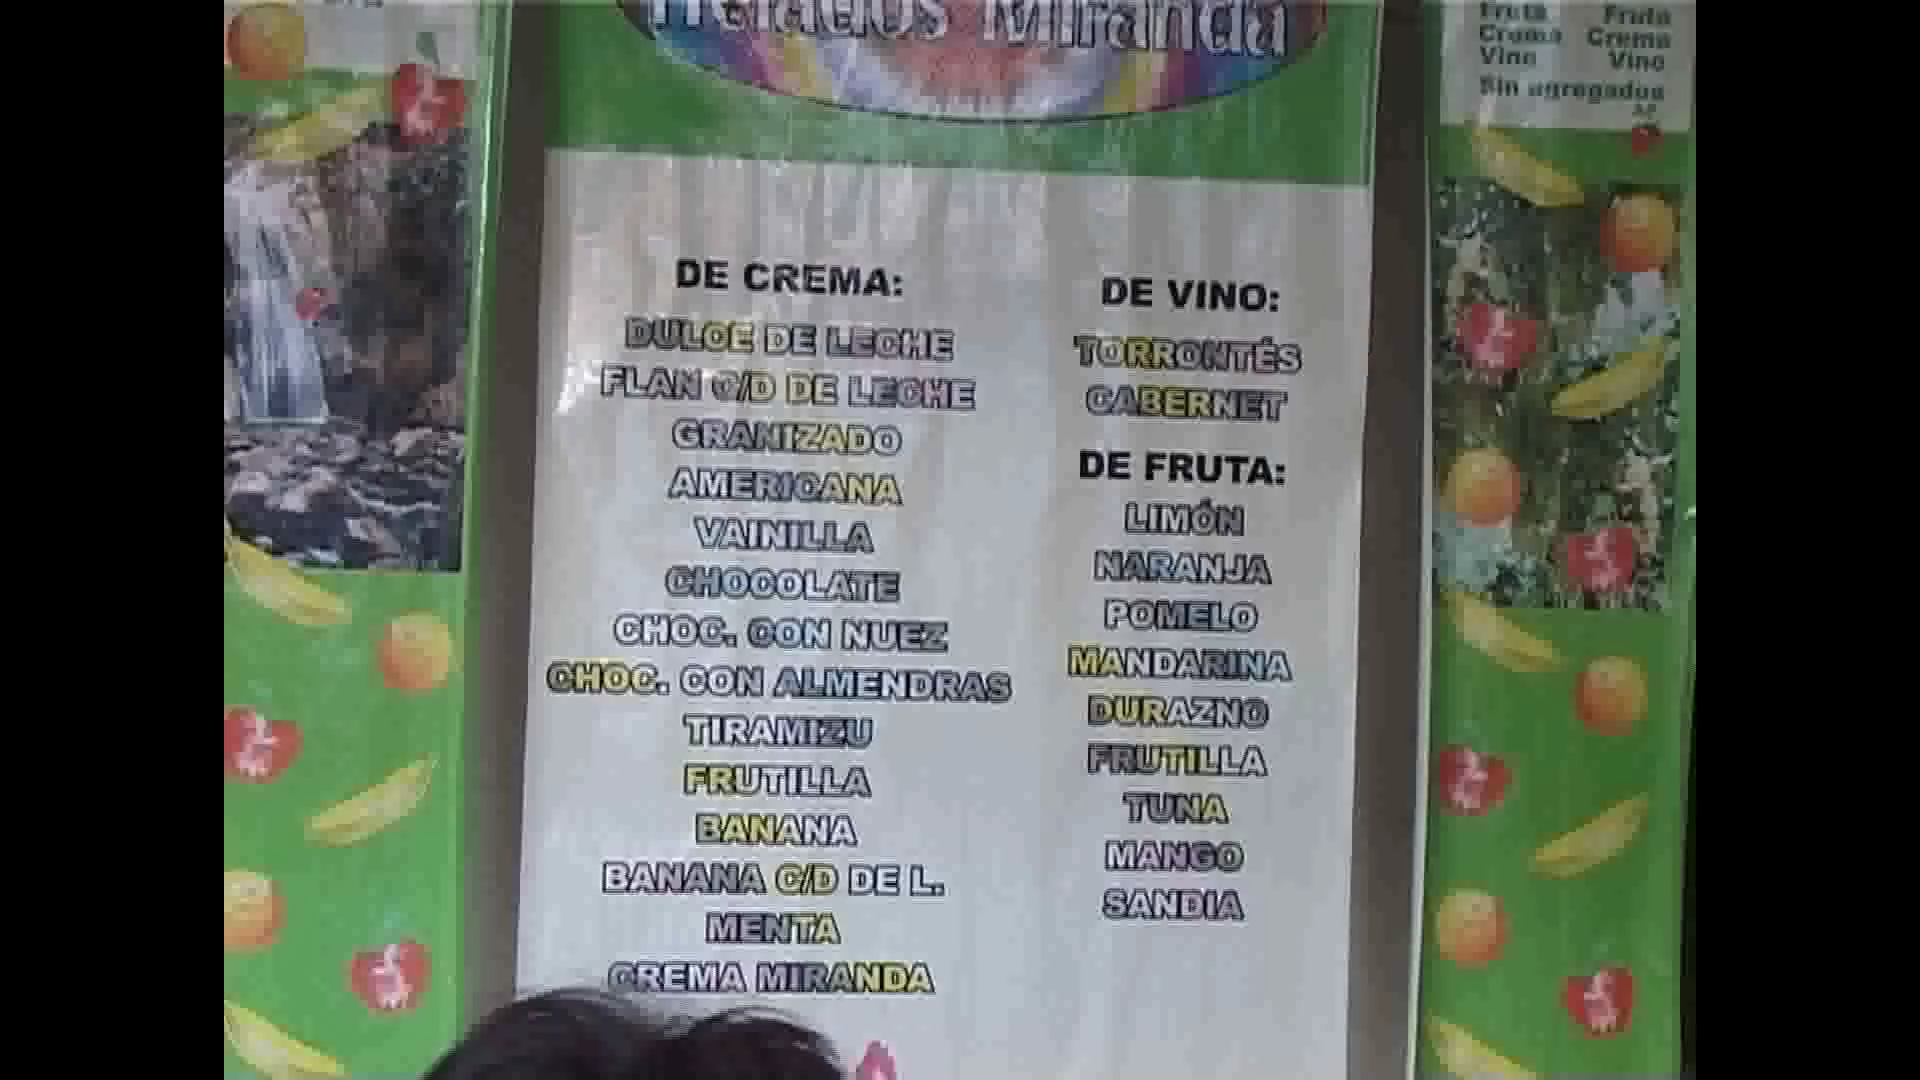 Helados Miranda
DE CREMA:
DULCE DE LECHE
FLAN C/D DE LECHE
GRANIZADO
AMERICANA
VAINILLA
CHOCOLATE
CHOC. CON NUEZ
CHOC. CON ALMENDRAS
TIRAMIZU
FRUTILLA
BANANA
BANANA C/D DE L.
MENTA
CREMA MIRANDA
DE VINO:
TORRONTÉS
CABERNET
DE FRUTA:
LIMÓN
NARANJA
POMELO
MANDARINA
DURAZNO
FRUTILLA
TUNA
MANGO
SANDIA
Fruta Fruta
Crema Crema
Vino Vino
Sin agregados